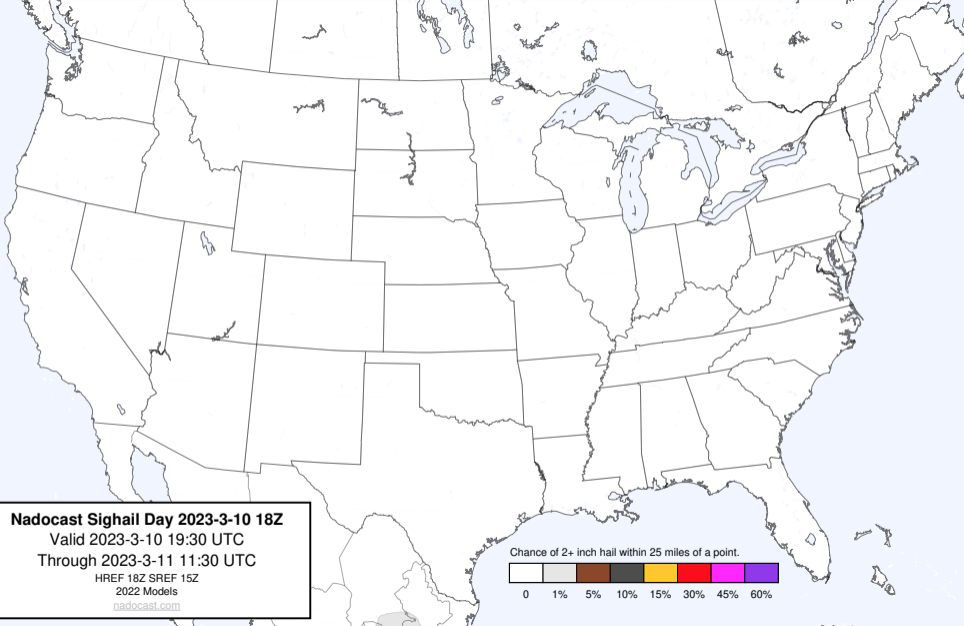 Nadocast Sighail Day 2023-3-10 18Z
Valid 2023-3-10 19:30 UTC
Through 2023-3-11 11:30 UTC
HREF 18Z SREF 15Z
2022 Models
nadocast.com
Chance of 2+ inch hail within 25 miles of a point.
0 1% 5% 10% 15% 30% 45% 60%